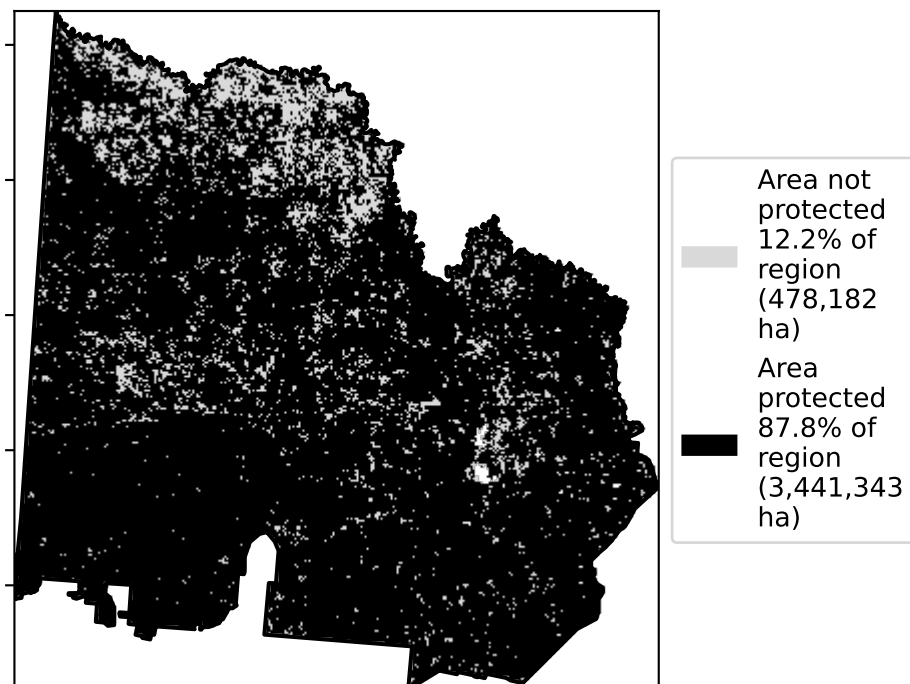 Area not
protected
12.2% of
region
(478,182
ha)
Area
protected
87.8% of
region
(3,441,343
ha)